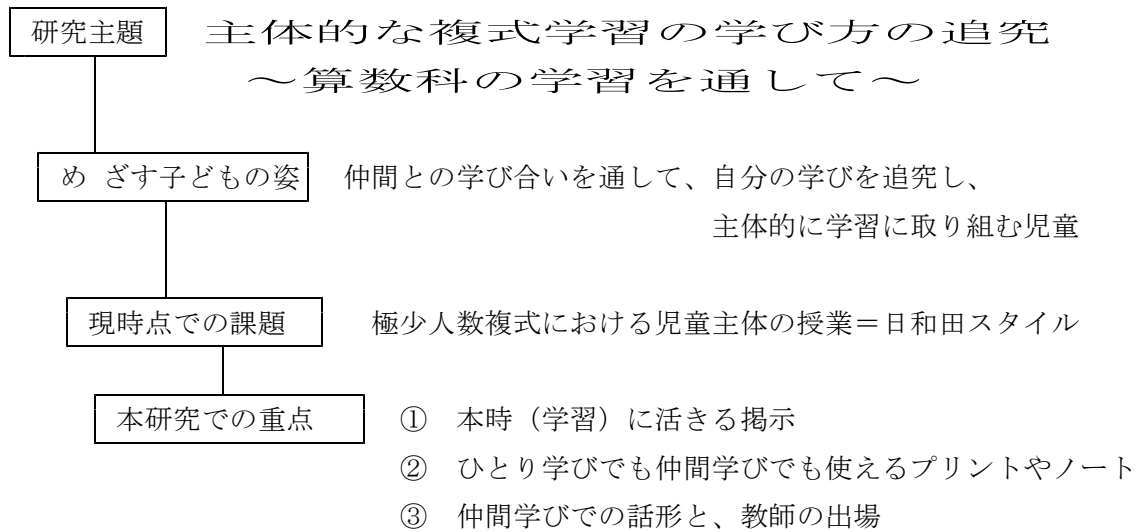 研究主題 主体的な複式学習の学び方の追究
～算数科の学習を通して～
めざす子どもの姿 仲間との学び合いを通して、自分の学びを追究し、
主体的に学習に取り組む児童
現時点での課題 極少人数複式における児童主体の授業＝日和田スタイル
本研究での重点 ① 本時（学習）に活きる掲示
② ひとり学びでも仲間学びでも使えるプリントやノート
③ 仲間学びでの話形と、教師の出場